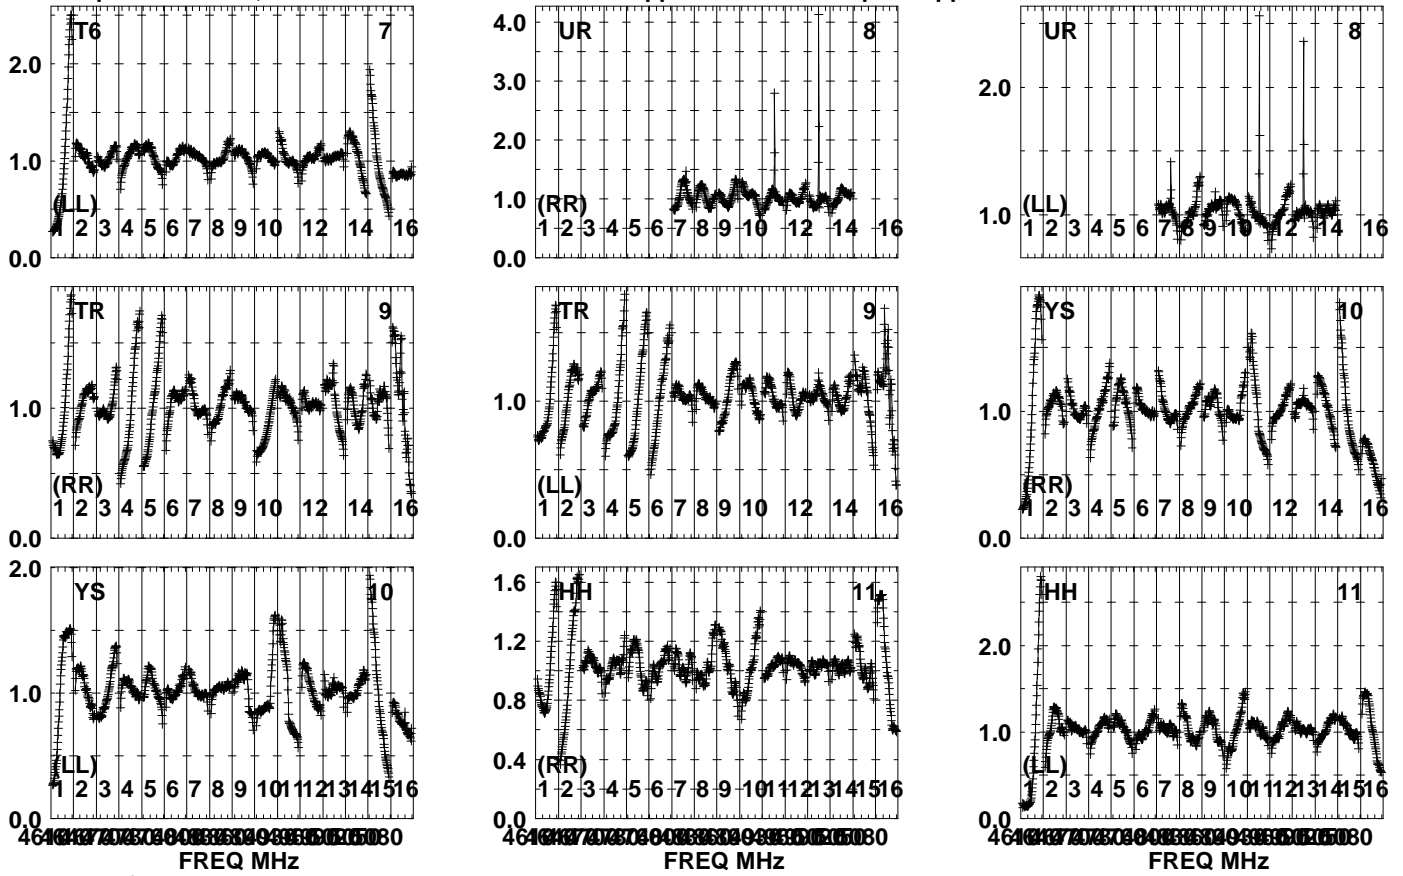 T6 7
2.0
1.0
(LL)
1 2 3 4 5 6 7 8 9 10 12 14 16
0.0
UR 8
4.0
3.0
2.0
(RR)
1.0
1 2 3 4 5 6 7 8 9 10 12 14 16
0.0
UR 8
2.0
(LL)
1.0
1 2 3 4 5 6 7 8 9 10 12 14 16
TR 9
1.0
(RR)
1 2 3 4 5 6 7 8 9 10 12 14 16
0.0
TR 9
1.0
(LL)
1 2 3 4 5 6 7 8 9 10 12 14 16
0.0
YS 10
1.0
(RR)
1 2 3 4 5 6 7 8 9 10 12 14 16
0.0
2.0
YS 10
1.0
(LL)
1 2 3 4 5 6 7 8 9 10 11 12 13 14 15 16
0.0
FREQ MHz
1.6
HH 11
1.2
0.8
(RR)
0.4
1 2 3 4 5 6 7 8 9 10 11 12 13 14 15 16
0.0
FREQ MHz
HH 11
2.0
1.0
(LL)
1 2 3 4 5 6 7 8 9 10 11 12 13 14 15 16
0.0
FREQ MHz